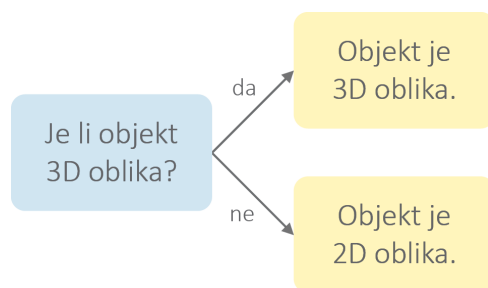 Je li objekt
3D oblika?
da
Objekt je
3D oblika.
ne
Objekt je
2D oblika.